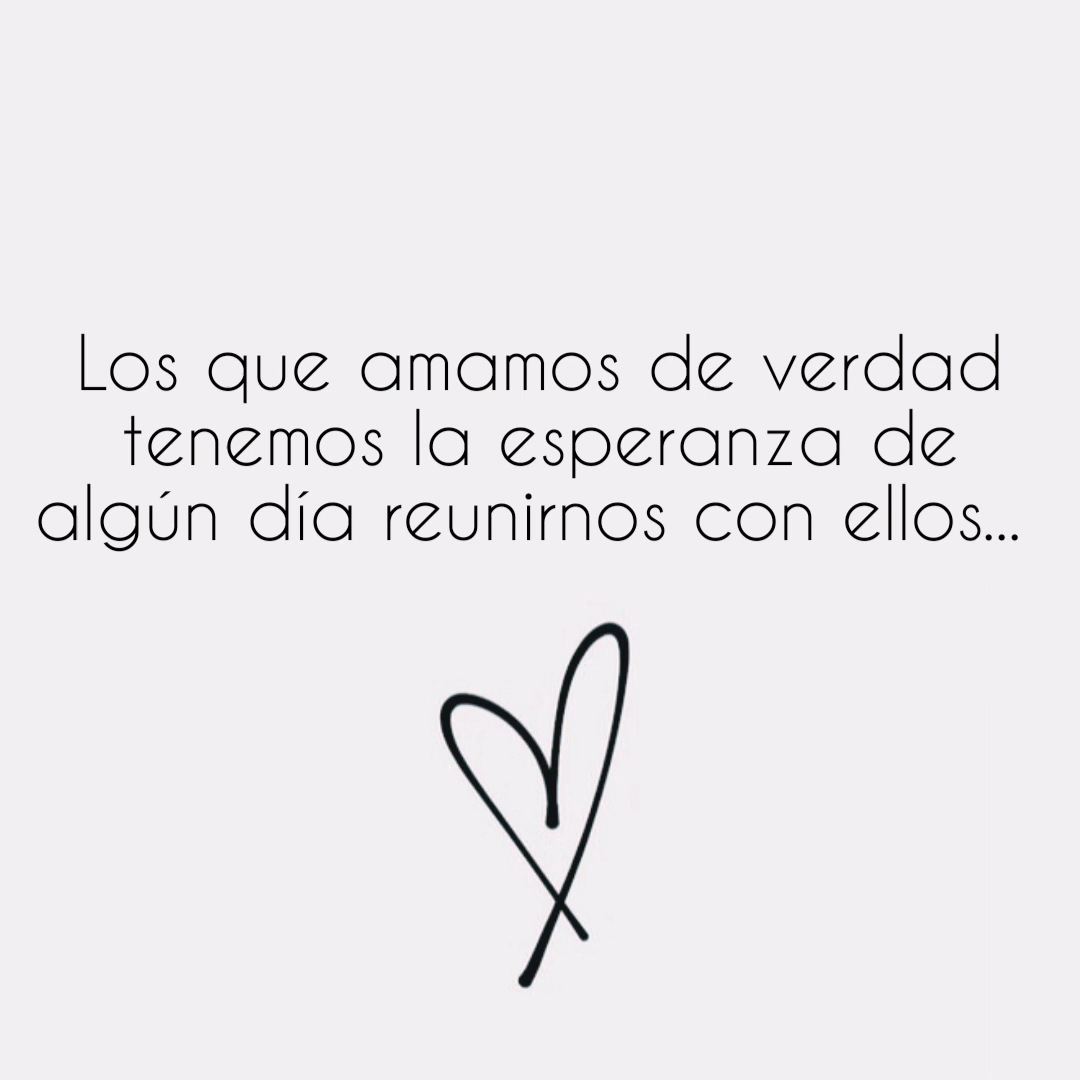 Los que amamos de verdad
tenemos la esperanza de
algún día reunirnos con ellos...